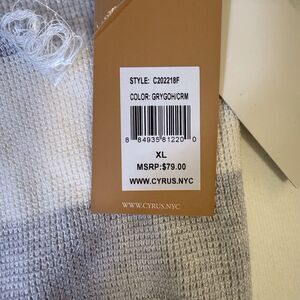 STYLE: C202218F
COLOR: GRYGOH/CRM
8 84935 81220 0
XL
MSRP:$79.00
WWW.CYRUS.NYC
WWW.CYRUS.NYC